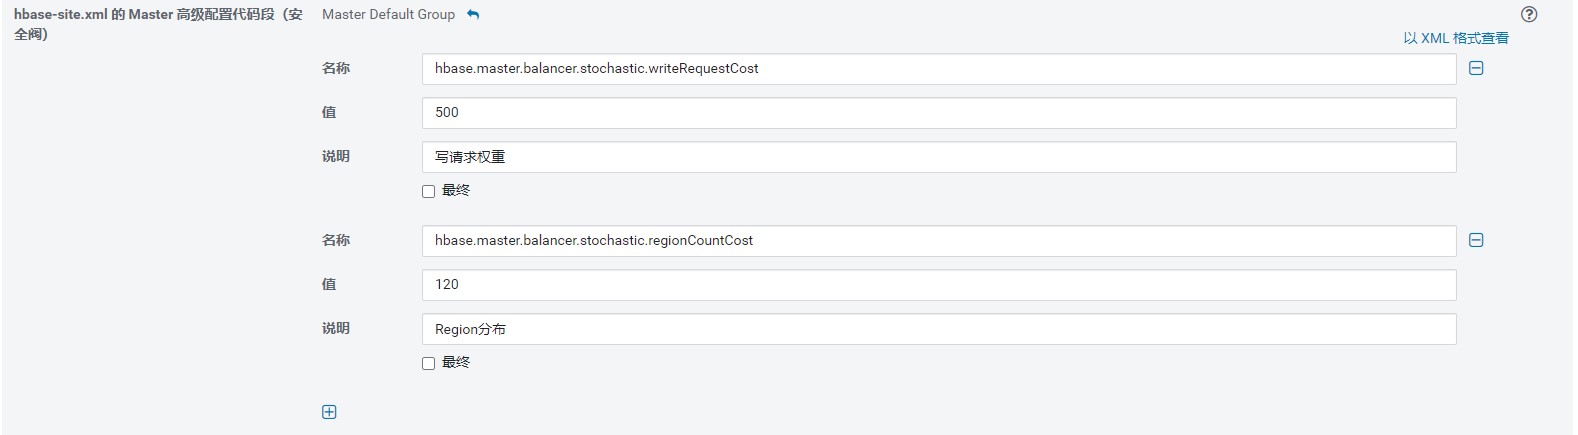 hbase-site.xml 的 Master 高级配置代码段（安
全阀）
Master Default Group
以 XML 格式查看
名称
hbase.master.balancer.stochastic.writeRequestCost
值
500
说明
写请求权重
最终
名称
hbase.master.balancer.stochastic.regionCountCost
值
120
说明
Region分布
最终